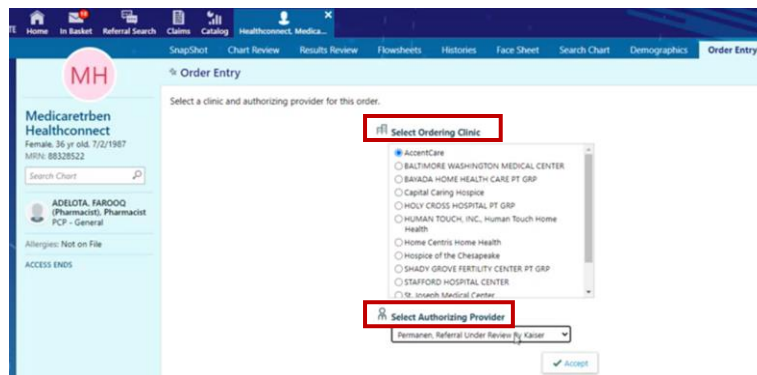 TE Home In Basket Referral Search Claims Catalog Healthconnect, Medica... ×
SnapShot Chart Review Results Review Flowsheets Histories Face Sheet Search Chart Demographics Order Entry
MH
Order Entry
Select a clinic and authorizing provider for this order.
Medicaretrben
Healthconnect
Female, 36 yr old, 7/2/1987
MRN: 88328522
Search Chart
ADELOTA, FAROOQ
(Pharmacist), Pharmacist
PCP - General
Allergies: Not on File
ACCESS ENDS
Select Ordering Clinic
AccentCare
BALTIMORE WASHINGTON MEDICAL CENTER
BAYADA HOME HEALTH CARE PT GRP
Capital Caring Hospice
HOLY CROSS HOSPITAL PT GRP
HUMAN TOUCH, INC., Human Touch Home
Health
Home Centris Home Health
Hospice of the Chesapeake
SHADY GROVE FERTILITY CENTER PT GRP
STAFFORD HOSPITAL CENTER
St. Joseph Medical Center
Select Authorizing Provider
Permanen, Referral Under Review By Kaiser
Accept